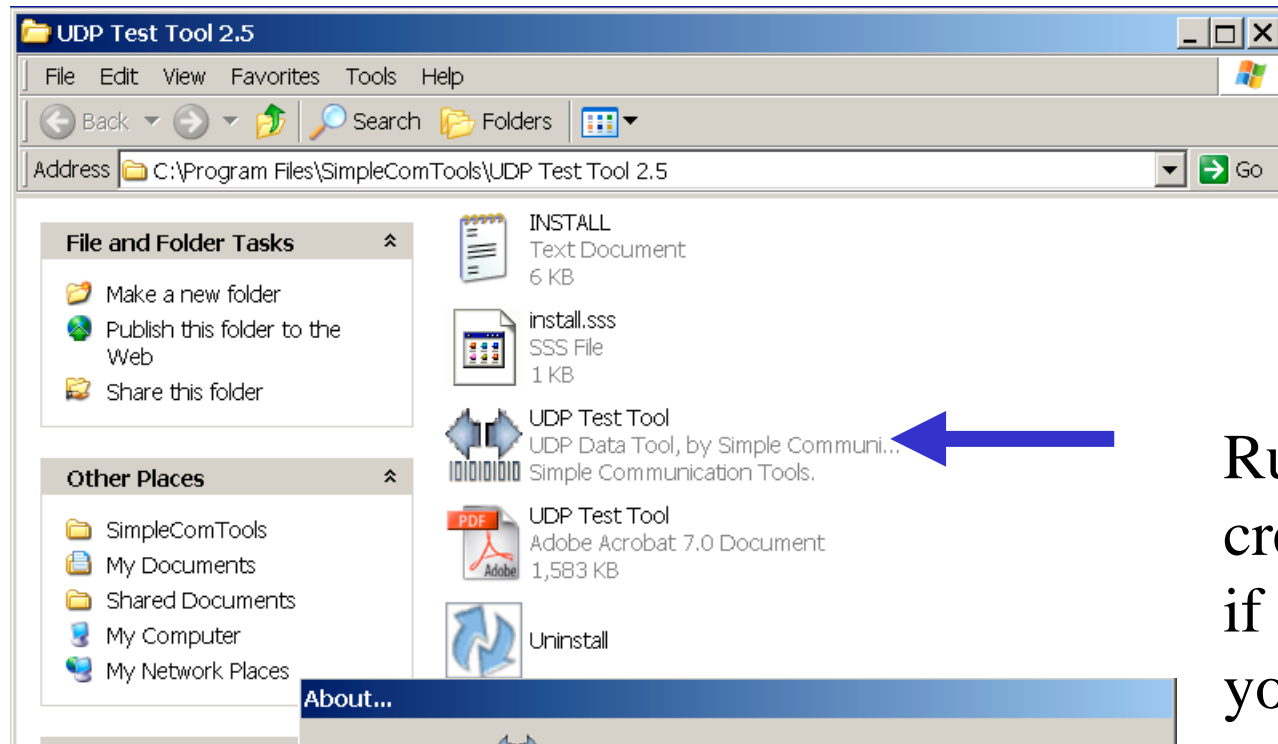 UDP Test Tool 2.5
File Edit View Favorites Tools Help
Back Search Folders
Address C:\Program Files\SimpleComTools\UDP Test Tool 2.5 Go
File and Folder Tasks
Make a new folder
Publish this folder to the
Web
Share this folder
Other Places
SimpleComTools
My Documents
Shared Documents
My Computer
My Network Places
INSTALL
Text Document
6 KB
install.sss
SSS File
1 KB
UDP Test Tool
UDP Data Tool, by Simple Communi...
Simple Communication Tools.
PDF
Adobe
UDP Test Tool
Adobe Acrobat 7.0 Document
1,583 KB
Uninstall
About...
if